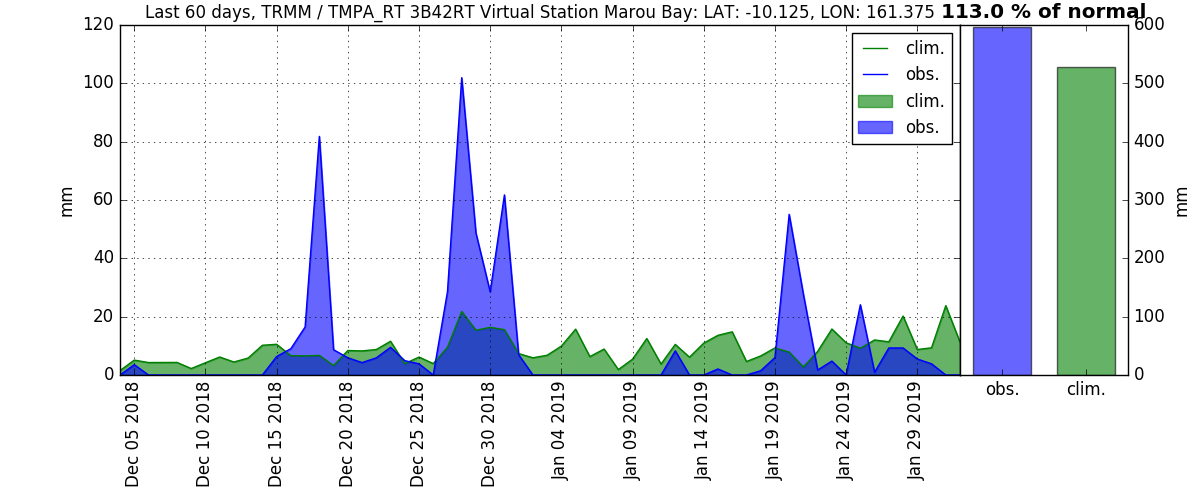 Last 60 days, TRMM / TMPA_RT 3B42RT Virtual Station Marou Bay: LAT: -10.125, LON: 161.375 113.0 % of normal
120
100
80
60
40
20
0
mm
clim.
obs.
clim.
obs.
600
500
400
300
200
100
0
mm
Dec 05 2018
Dec 10 2018
Dec 15 2018
Dec 20 2018
Dec 25 2018
Dec 30 2018
Jan 04 2019
Jan 09 2019
Jan 14 2019
Jan 19 2019
Jan 24 2019
Jan 29 2019
obs.
clim.